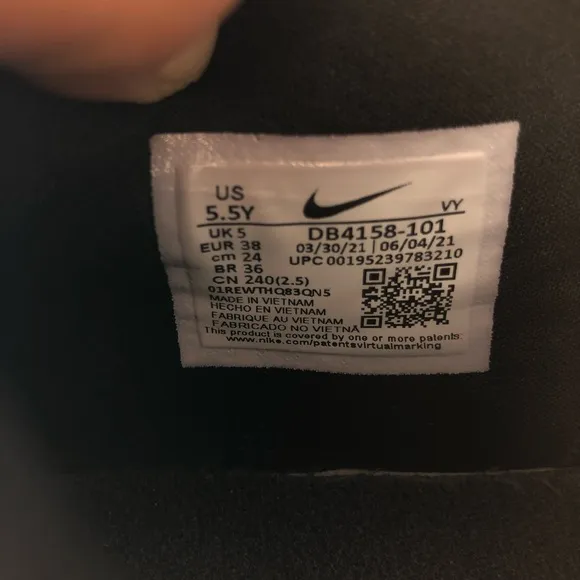 US
5.5Y
VY
UK 5
DB4158-101
EUR 38
03/30/21 | 06/04/21
cm 24
UPC 00195239783210
BR 36
CN 240(2.5)
01REWTHQ83QN5
MADE IN VIETNAM
HECHO EN VIETNAM
FABRIQUE AU VIETNAM
FABRICADO NO VIETNÃ
This product is covered by one or more patents:
www.nike.com/patentsvirtualmarking